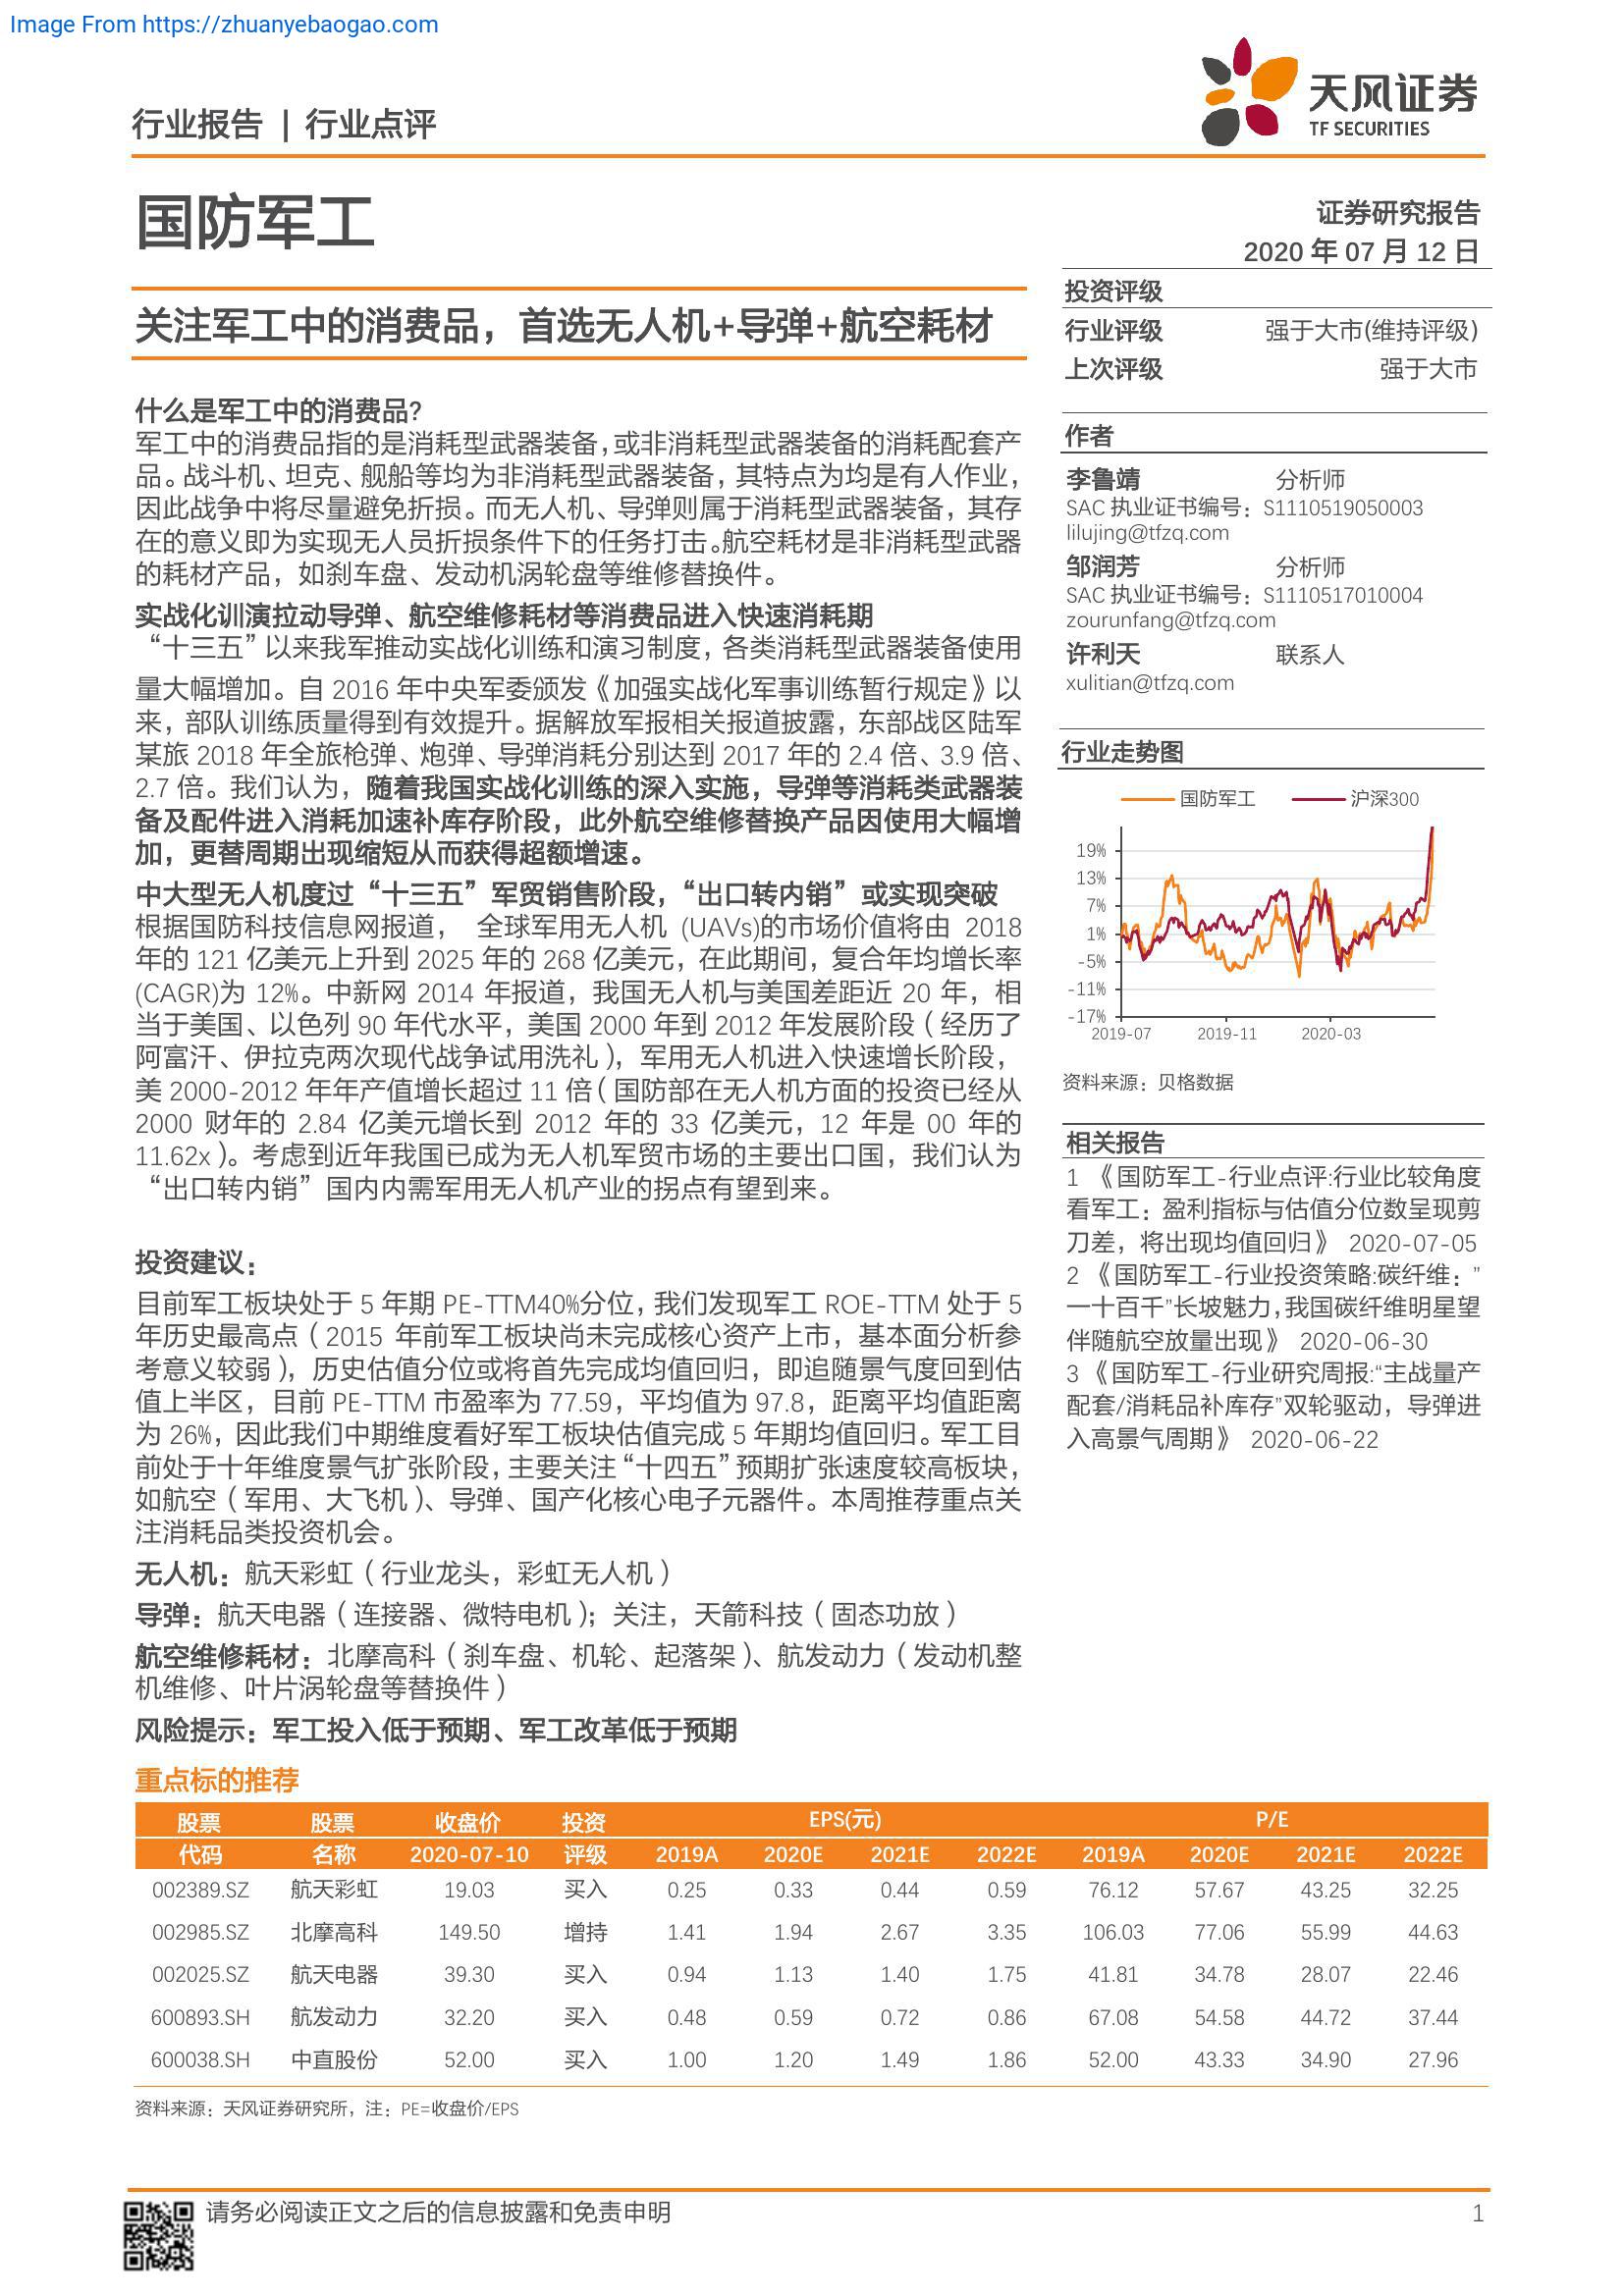 Image From https://zhuanyebaogao.com
天风证券
TF SECURITIES
行业报告 | 行业点评
国防军工
证券研究报告
2020 年 07 月 12 日
关注军工中的消费品，首选无人机+导弹+航空耗材
什么是军工中的消费品?
军工中的消费品指的是消耗型武器装备，或非消耗型武器装备的消耗配套产
品。战斗机、坦克、舰船等均为非消耗型武器装备，其特点为均是有人作业，
因此战争中将尽量避免折损。而无人机、导弹则属于消耗型武器装备，其存
在的意义即为实现无人员折损条件下的任务打击。航空耗材是非消耗型武器
的耗材产品，如刹车盘、发动机涡轮盘等维修替换件。
实战化训演拉动导弹、航空维修耗材等消费品进入快速消耗期
“十三五”以来我军推动实战化训练和演习制度，各类消耗型武器装备使用
量大幅增加。自 2016 年中央军委颁发《加强实战化军事训练暂行规定》以
来，部队训练质量得到有效提升。据解放军报相关报道披露，东部战区陆军
某旅 2018 年全旅枪弹、炮弹、导弹消耗分别达到 2017 年的 2.4 倍、3.9 倍、
2.7 倍。我们认为，随着我国实战化训练的深入实施，导弹等消耗类武器装
备及配件进入消耗加速补库存阶段，此外航空维修替换产品因使用大幅增
加，更替周期出现缩短从而获得超额增速。
中大型无人机度过“十三五”军贸销售阶段，“出口转内销”或实现突破
根据国防科技信息网报道， 全球军用无人机 (UAVs)的市场价值将由 2018
年的 121 亿美元上升到 2025 年的 268 亿美元，在此期间，复合年均增长率
(CAGR)为 12%。中新网 2014 年报道，我国无人机与美国差距近 20 年，相
当于美国、以色列 90 年代水平，美国 2000 年到 2012 年发展阶段（经历了
阿富汗、伊拉克两次现代战争试用洗礼），军用无人机进入快速增长阶段，
美 2000-2012 年年产值增长超过 11 倍（国防部在无人机方面的投资已经从
2000 财年的 2.84 亿美元增长到 2012 年的 33 亿美元，12 年是 00 年的
11.62x）。考虑到近年我国已成为无人机军贸市场的主要出口国，我们认为
“出口转内销”国内内需军用无人机产业的拐点有望到来。
投资建议：
目前军工板块处于 5 年期 PE-TTM40%分位，我们发现军工 ROE-TTM 处于 5
年历史最高点（2015 年前军工板块尚未完成核心资产上市，基本面分析参
考意义较弱），历史估值分位或将首先完成均值回归，即追随景气度回到估
值上半区，目前 PE-TTM 市盈率为 77.59，平均值为 97.8，距离平均值距离
为 26%，因此我们中期维度看好军工板块估值完成 5 年期均值回归。军工目
前处于十年维度景气扩张阶段，主要关注“十四五”预期扩张速度较高板块，
如航空（军用、大飞机）、导弹、国产化核心电子元器件。本周推荐重点关
注消耗品类投资机会。
无人机：航天彩虹（行业龙头，彩虹无人机）
导弹：航天电器（连接器、微特电机）；关注，天箭科技（固态功放）
航空维修耗材：北摩高科（刹车盘、机轮、起落架）、航发动力（发动机整
机维修、叶片涡轮盘等替换件）
风险提示：军工投入低于预期、军工改革低于预期
投资评级
行业评级 强于大市(维持评级)
上次评级 强于大市
作者
李鲁靖 分析师
SAC 执业证书编号：S1110519050003
lilujing@tfzq.com
邹润芳 分析师
SAC 执业证书编号：S1110517010004
zourunfang@tfzq.com
许利天 联系人
xulitian@tfzq.com
行业走势图
国防军工 沪深300
19%
13%
7%
1%
-5%
-11%
-17%
2019-07 2019-11 2020-03
资料来源：贝格数据
相关报告
1 《国防军工-行业点评:行业比较角度
看军工：盈利指标与估值分位数呈现剪
刀差，将出现均值回归》 2020-07-05
2 《国防军工-行业投资策略:碳纤维：”
一十百千”长坡魅力,我国碳纤维明星望
伴随航空放量出现》 2020-06-30
3 《国防军工-行业研究周报:“主战量产
配套/消耗品补库存”双轮驱动，导弹进
入高景气周期》 2020-06-22
重点标的推荐
股票 股票 收盘价 投资 EPS(元) P/E
代码 名称 2020-07-10 评级 2019A 2020E 2021E 2022E 2019A 2020E 2021E 2022E
002389.SZ 航天彩虹 19.03 买入 0.25 0.33 0.44 0.59 76.12 57.67 43.25 32.25
002985.SZ 北摩高科 149.50 增持 1.41 1.94 2.67 3.35 106.03 77.06 55.99 44.63
002025.SZ 航天电器 39.30 买入 0.94 1.13 1.40 1.75 41.81 34.78 28.07 22.46
600893.SH 航发动力 32.20 买入 0.48 0.59 0.72 0.86 67.08 54.58 44.72 37.44
600038.SH 中直股份 52.00 买入 1.00 1.20 1.49 1.86 52.00 43.33 34.90 27.96
资料来源：天风证券研究所，注：PE=收盘价/EPS
请务必阅读正文之后的信息披露和免责申明 1